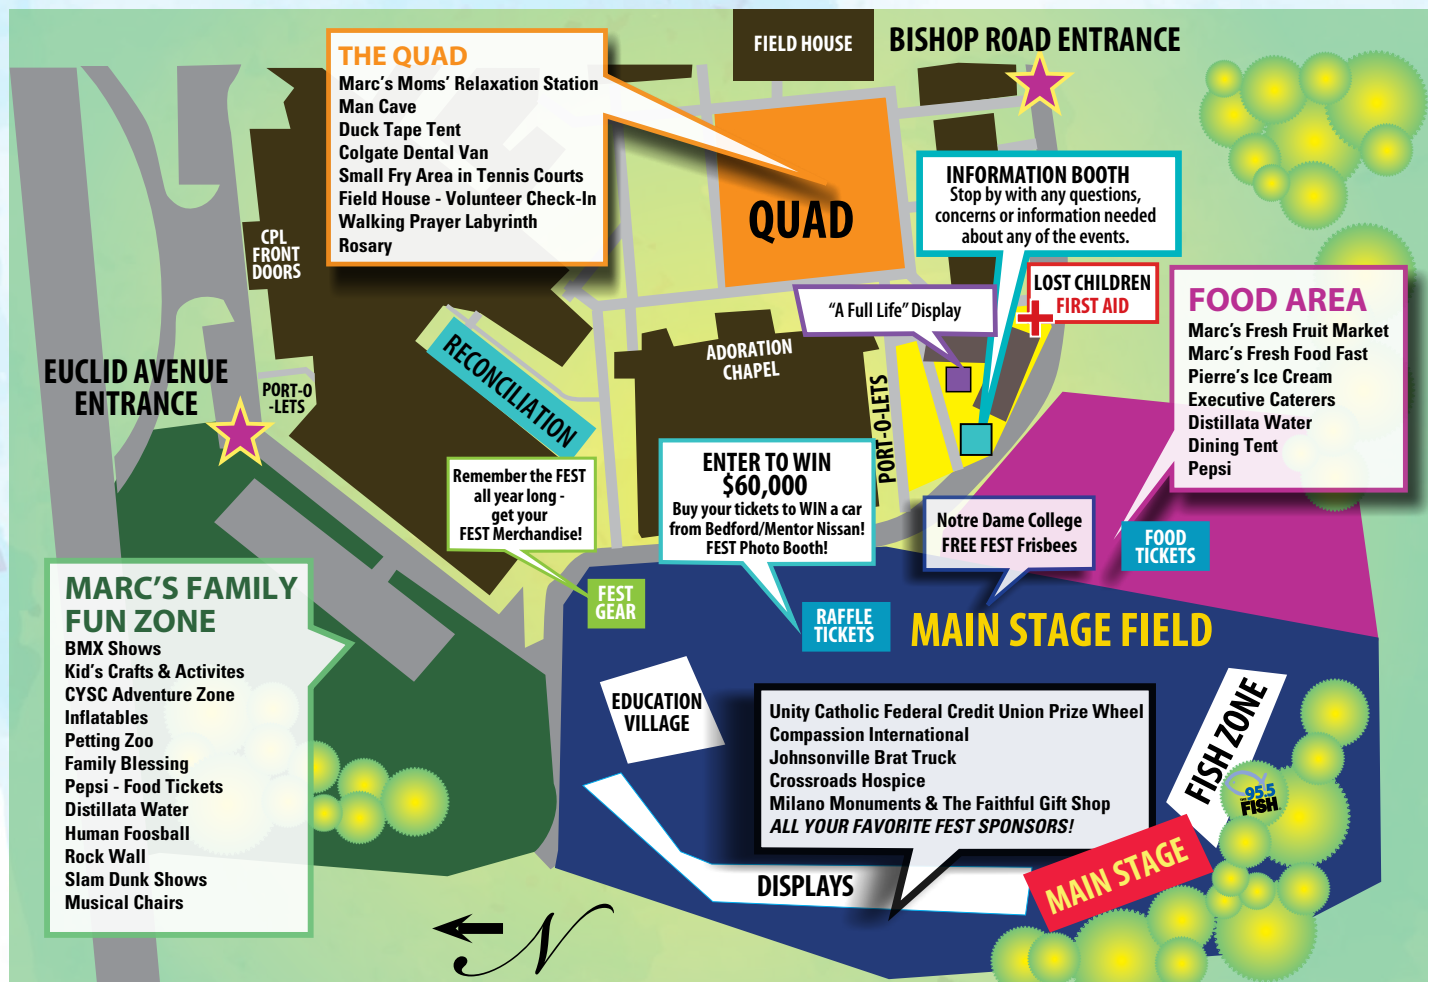 FIELD HOUSE
BISHOP ROAD ENTRANCE
THE QUAD
Marc's Moms' Relaxation Station
Man Cave
Duck Tape Tent
Colgate Dental Van
Small Fry Area in Tennis Courts
Field House - Volunteer Check-In
Walking Prayer Labyrinth
Rosary
QUAD
INFORMATION BOOTH
Stop by with any questions,
concerns or information needed
about any of the events.
CPL
FRONT
DOORS
LOST CHILDREN
FIRST AID
"A Full Life" Display
FOOD AREA
Marc's Fresh Fruit Market
Marc's Fresh Food Fast
Pierre's Ice Cream
Executive Caterers
Distillata Water
Dining Tent
Pepsi
RECONCILIATION
ADORATION
CHAPEL
EUCLID AVENUE
ENTRANCE
PORT-O
-LETS
PORT-O-LETS
Remember the FEST
all year long -
get your
FEST Merchandise!
ENTER TO WIN
$60,000
Buy your tickets to WIN a car
from Bedford/Mentor Nissan!
FEST Photo Booth!
Notre Dame College
FREE FEST Frisbees
FOOD
TICKETS
FEST
GEAR
RAFFLE
TICKETS
MAIN STAGE FIELD
MARC'S FAMILY
FUN ZONE
BMX Shows
Kid's Crafts & Activites
CYSC Adventure Zone
Inflatables
Petting Zoo
Family Blessing
Pepsi - Food Tickets
Distillata Water
Human Foosball
Rock Wall
Slam Dunk Shows
Musical Chairs
EDUCATION
VILLAGE
Unity Catholic Federal Credit Union Prize Wheel
Compassion International
Johnsonville Brat Truck
Crossroads Hospice
Milano Monuments & The Faithful Gift Shop
ALL YOUR FAVORITE FEST SPONSORS!
FISH ZONE
95.5
FISH
MAIN STAGE
DISPLAYS
N